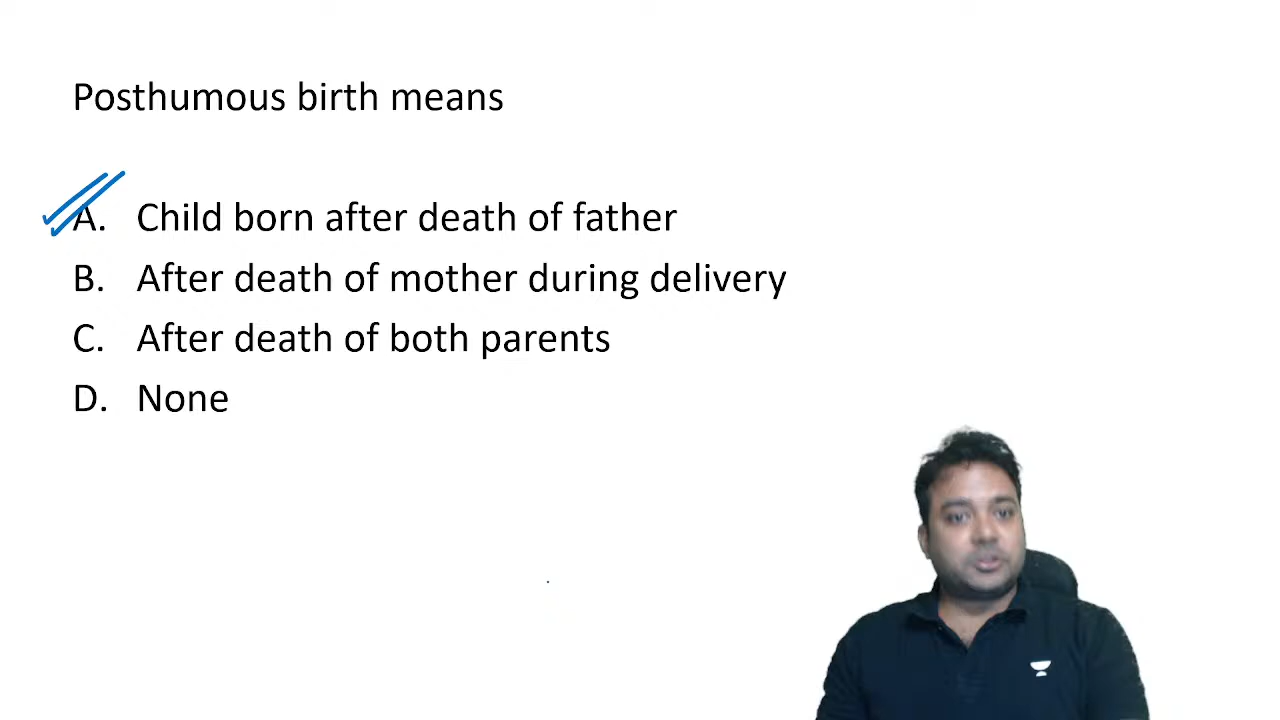 Posthumous birth means
A. Child born after death of father
B. After death of mother during delivery
C. After death of both parents
D. None